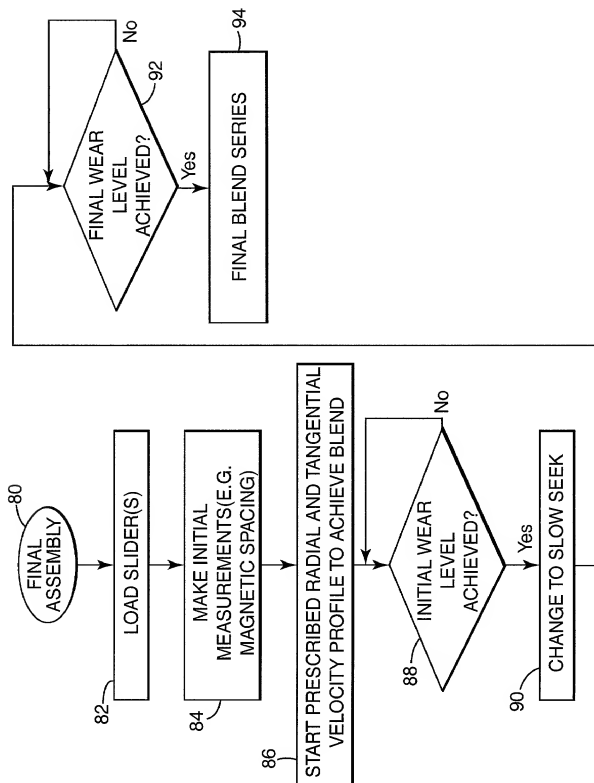 80
FINAL
ASSEMBLY
82
LOAD SLIDER(S)
84
MAKE INITIAL
MEASUREMENTS(E.G.
MAGNETIC SPACING)
86
START PRESCRIBED RADIAL AND TANGENTIAL
VELOCITY PROFILE TO ACHIEVE BLEND
88
INITIAL WEAR
LEVEL
ACHIEVED?
No
Yes
90
CHANGE TO SLOW SEEK
FINAL WEAR
LEVEL
ACHIEVED?
92
No
Yes
94
FINAL BLEND SERIES